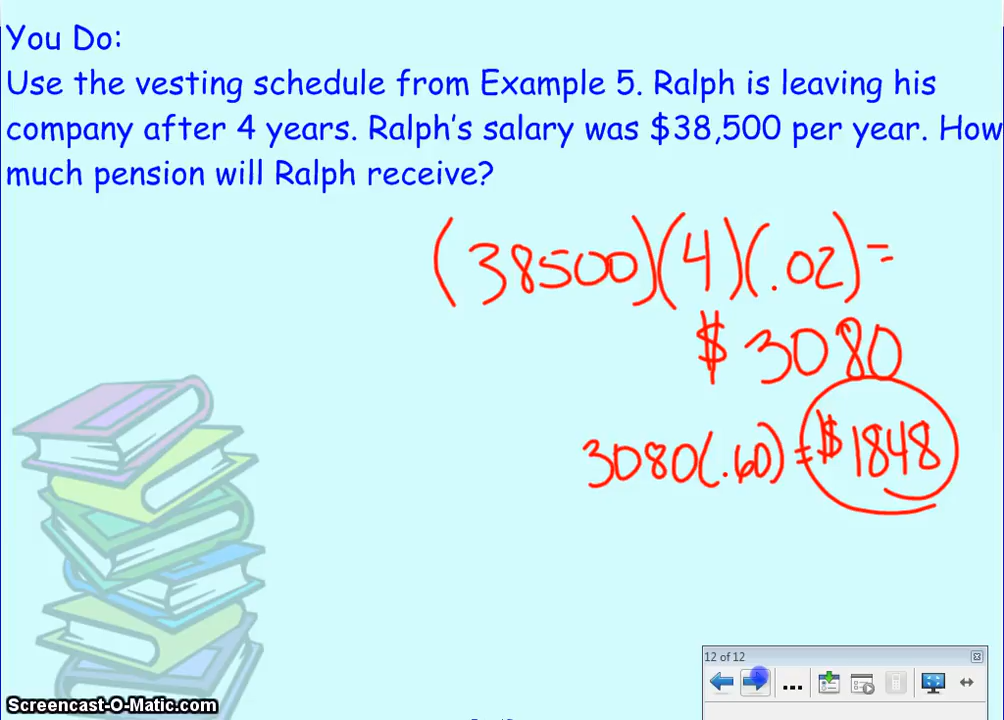 You Do:
Use the vesting schedule from Example 5. Ralph is leaving his
company after 4 years. Ralph's salary was $38,500 per year. How
much pension will Ralph receive?
(38500)(4)(.02)=
$3080
3080(.60)=$1848
12 of 12
...
Screencast-O-Matic.com